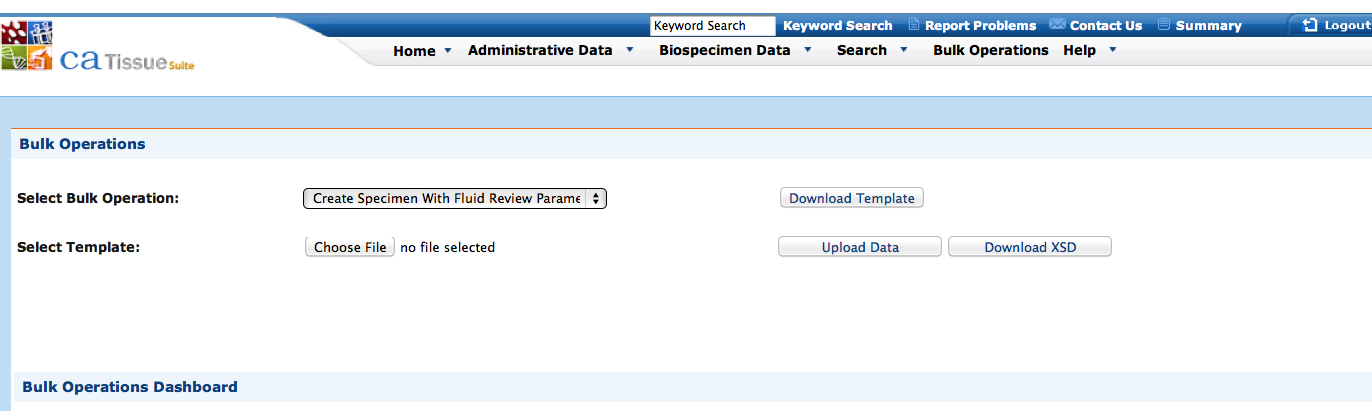 Keyword Search Keyword Search Report Problems Contact Us Summary Logout
ca Tissue Suite
Home Administrative Data Biospecimen Data Search Bulk Operations Help
Bulk Operations
Select Bulk Operation: Create Specimen With Fluid Review Parame Download Template
Select Template: Choose File no file selected Upload Data Download XSD
Bulk Operations Dashboard